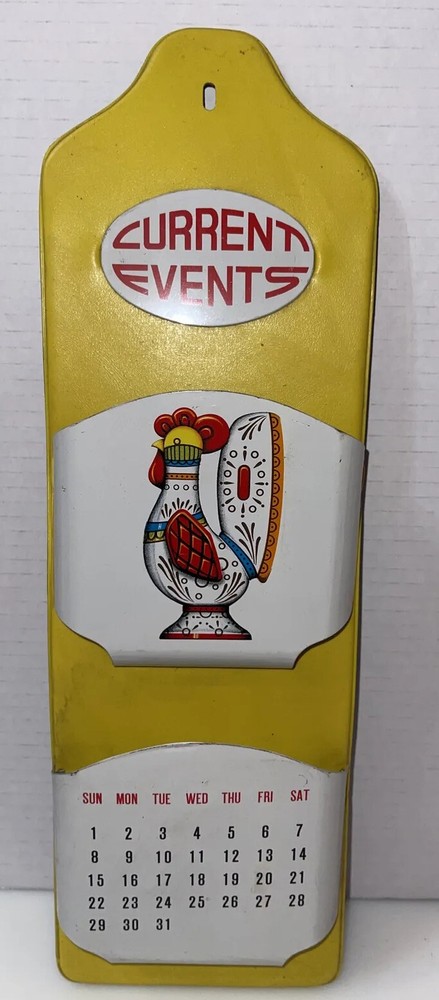 CURRENT
EVENTS
SUN MON TUE WED THU FRI SAT
1 2 3 4 5 6 7
8 9 10 11 12 13 14
15 16 17 18 19 20 21
22 23 24 25 26 27 28
29 30 31